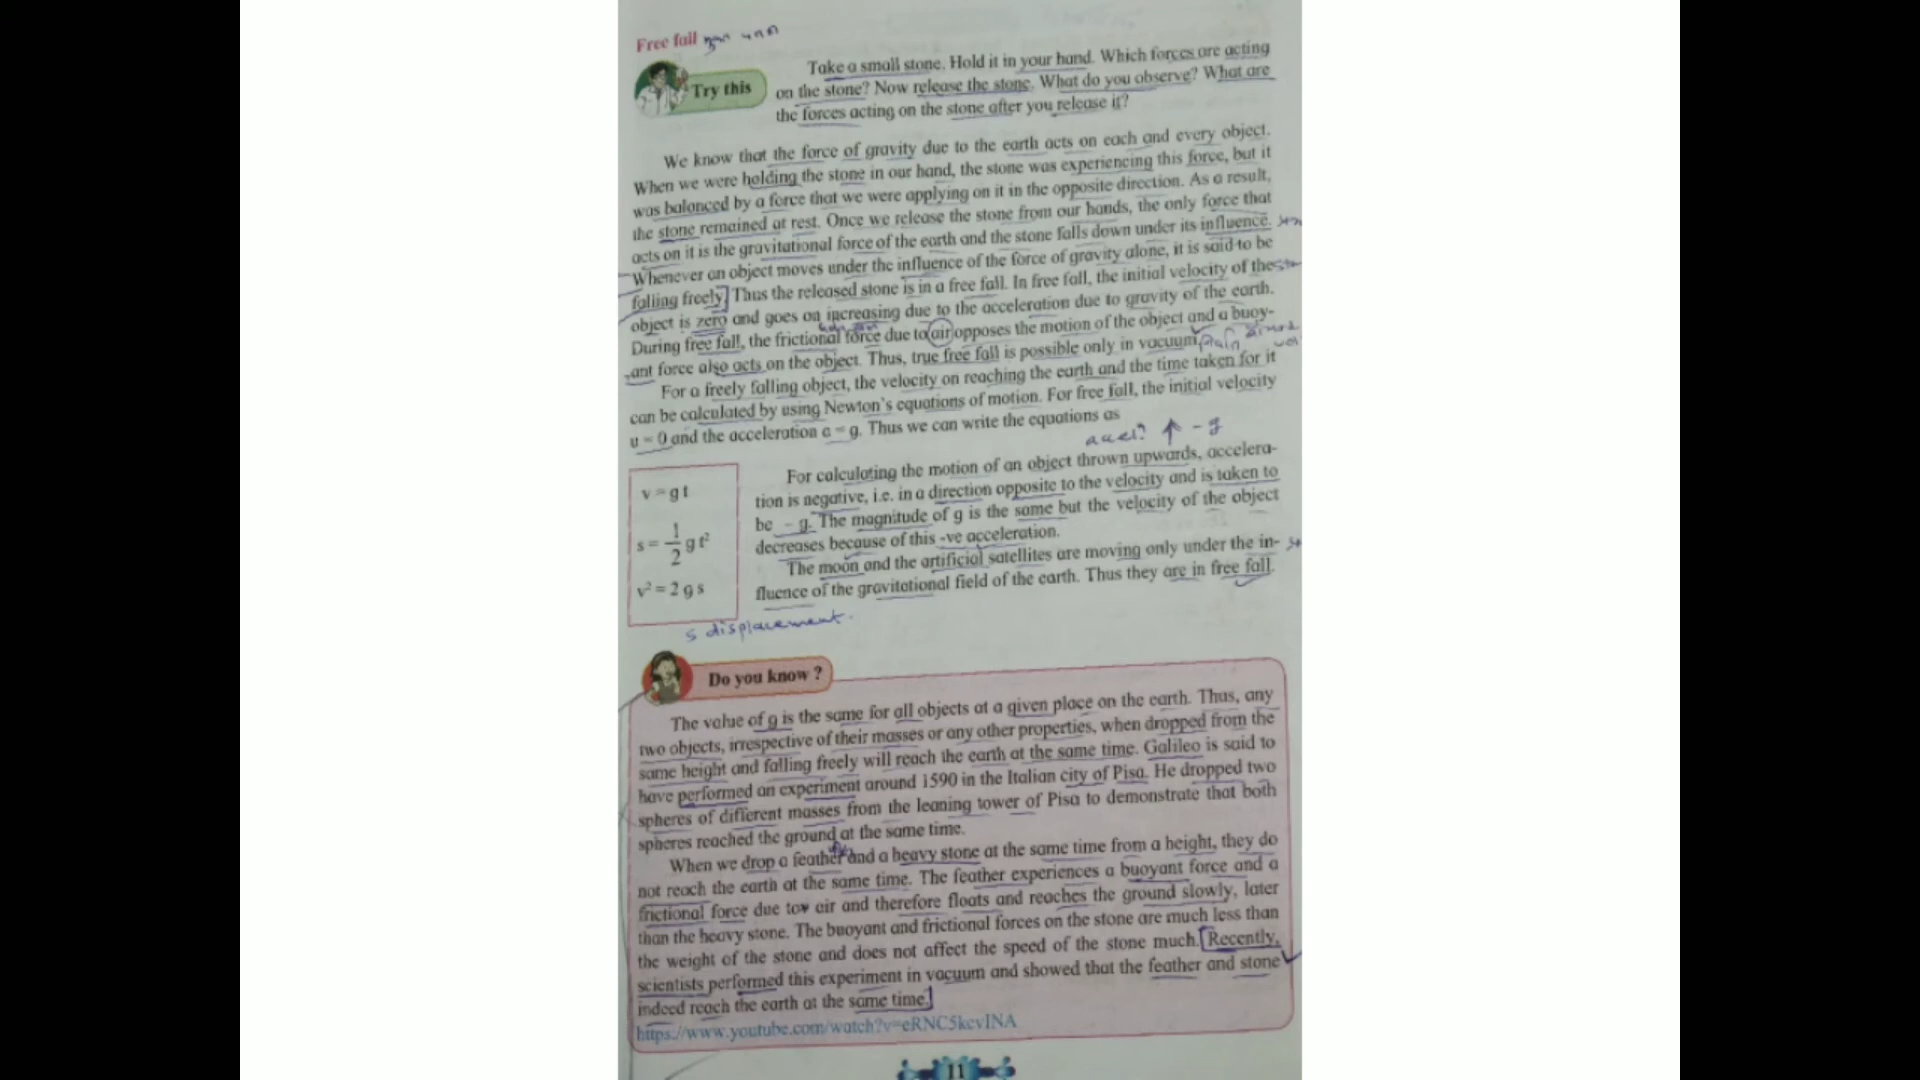 Free fall
Try this
Take a small stone. Hold it in your hand. Which forces are acting
on the stone? Now release the stone. What do you observe? What are
the forces acting on the stone after you release it?
We know that the force of gravity due to the earth acts on each and every object.
When we were holding the stone in our hand, the stone was experiencing this force, but it
was balanced by a force that we were applying on it in the opposite direction. As a result,
the stone remained at rest. Once we release the stone from our hands, the only force that
acts on it is the gravitational force of the earth and the stone falls down under its influence.
Whenever an object moves under the influence of the force of gravity alone, it is said to be
falling freely. Thus the released stone is in a free fall. In free fall, the initial velocity of the
object is zero and goes on increasing due to the acceleration due to gravity of the earth.
During free fall, the frictional force due to air opposes the motion of the object and a buoy-
ant force also acts on the object. Thus, true free fall is possible only in vacuum.
For a freely falling object, the velocity on reaching the earth and the time taken for it
can be calculated by using Newton's equations of motion. For free fall, the initial velocity
u = 0 and the acceleration a = g. Thus we can write the equations as
↑ - g
v = g t
s = 1/2 g t²
v² = 2 g s
For calculating the motion of an object thrown upwards, accelera-
tion is negative, i.e. in a direction opposite to the velocity and is taken to
be - g. The magnitude of g is the same but the velocity of the object
decreases because of this -ve acceleration.
The moon and the artificial satellites are moving only under the in-
fluence of the gravitational field of the earth. Thus they are in free fall.
s displacement.
Do you know ?
The value of g is the same for all objects at a given place on the earth. Thus, any
two objects, irrespective of their masses or any other properties, when dropped from the
same height and falling freely will reach the earth at the same time. Galileo is said to
have performed an experiment around 1590 in the Italian city of Pisa. He dropped two
spheres of different masses from the leaning tower of Pisa to demonstrate that both
spheres reached the ground at the same time.
When we drop a feather and a heavy stone at the same time from a height, they do
not reach the earth at the same time. The feather experiences a buoyant force and a
frictional force due to air and therefore floats and reaches the ground slowly, later
than the heavy stone. The buoyant and frictional forces on the stone are much less than
the weight of the stone and does not affect the speed of the stone much. Recently,
scientists performed this experiment in vacuum and showed that the feather and stone
indeed reach the earth at the same time.
https://www.youtube.com/watch?v=eRNC5kcvINA
11